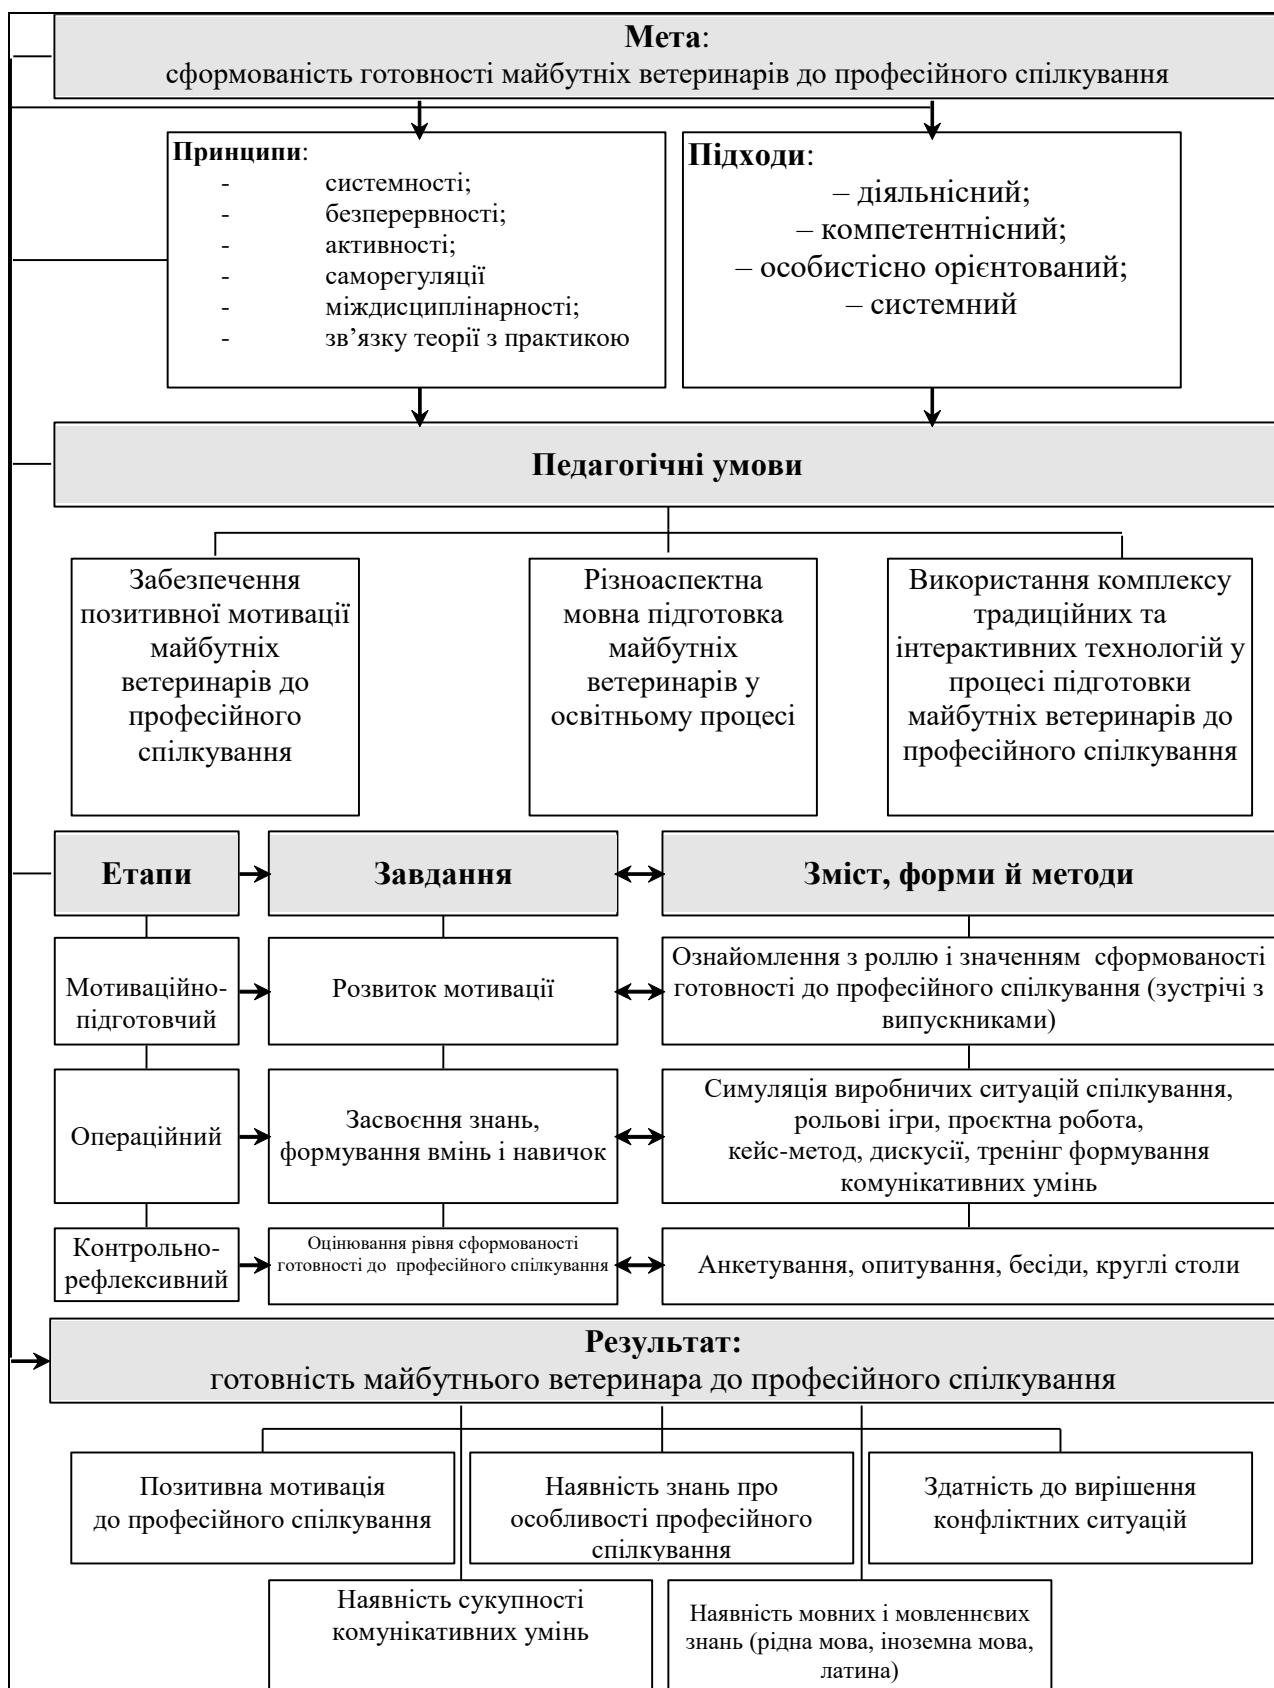 Мета:
сформованість готовності майбутніх ветеринарів до професійного спілкування
Принципи:
- системності;
- безперервності;
- активності;
- саморегуляції
- міждисциплінарності;
- зв’язку теорії з практикою
Підходи:
– діяльнісний;
– компетентнісний;
– особистісно орієнтований;
– системний
Педагогічні умови
Забезпечення
позитивної мотивації
майбутніх
ветеринарів до
професійного
спілкування
Різноаспектна
мовна підготовка
майбутніх
ветеринарів у
освітньому процесі
Використання комплексу
традиційних та
інтерактивних технологій у
процесі підготовки
майбутніх ветеринарів до
професійного спілкування
Етапи
Завдання
Зміст, форми й методи
Мотиваційно-
підготовчий
Розвиток мотивації
Ознайомлення з роллю і значенням сформованості
готовності до професійного спілкування (зустрічі з
випускниками)
Операційний
Засвоєння знань,
формування вмінь і навичок
Симуляція виробничих ситуацій спілкування,
рольові ігри, проєктна робота,
кейс-метод, дискусії, тренінг формування
комунікативних умінь
Контрольно-
рефлексивний
Оцінювання рівня сформованості
готовності до професійного спілкування
Анкетування, опитування, бесіди, круглі столи
Результат:
готовність майбутнього ветеринара до професійного спілкування
Позитивна мотивація
до професійного спілкування
Наявність знань про
особливості професійного
спілкування
Здатність до вирішення
конфліктних ситуацій
Наявність сукупності
комунікативних умінь
Наявність мовних і мовленнєвих
знань (рідна мова, іноземна мова,
латина)